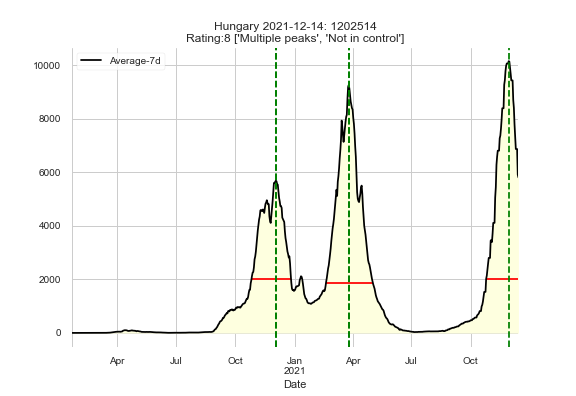 Hungary 2021-12-14: 1202514
Rating:8 ['Multiple peaks', 'Not in control']
Average-7d
10000
8000
6000
4000
2000
0
Apr
Jul
Oct
Jan
2021
Apr
Jul
Oct
Date